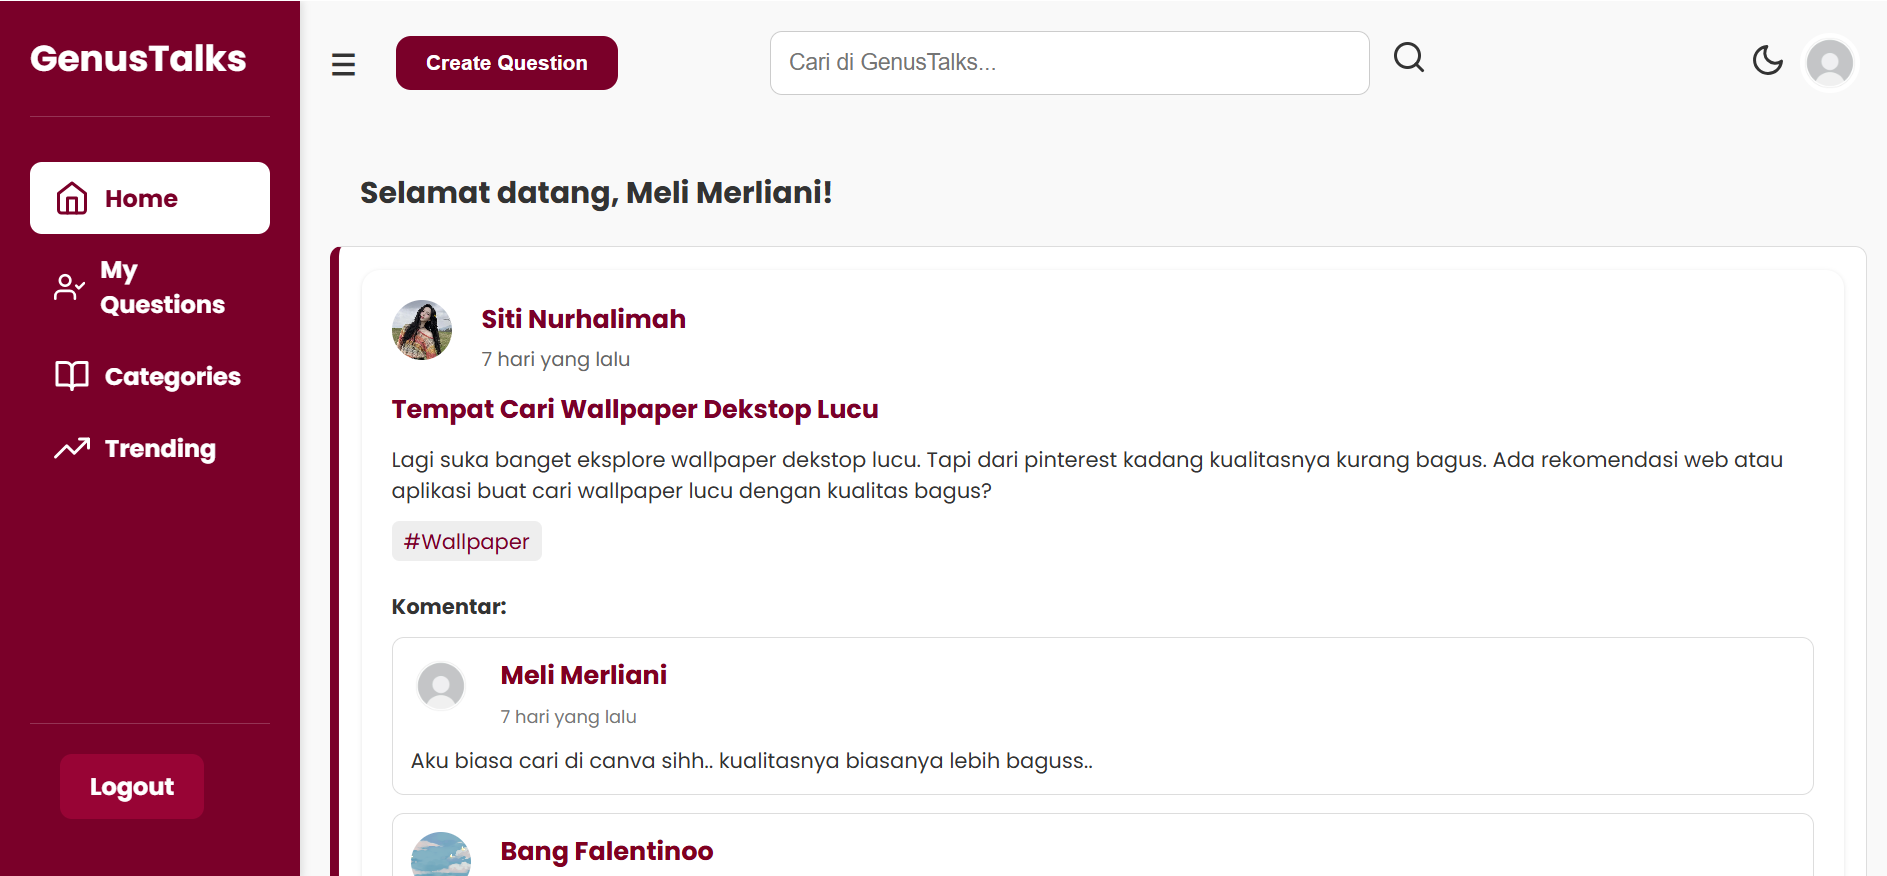 GenusTalks
Create Question
Cari di GenusTalks...
Home
My
Questions
Categories
Trending
Logout
Selamat datang, Meli Merliani!
Siti Nurhalimah
7 hari yang lalu
Tempat Cari Wallpaper Dekstop Lucu
Lagi suka banget eksplore wallpaper dekstop lucu. Tapi dari pinterest kadang kualitasnya kurang bagus. Ada rekomendasi web atau
aplikasi buat cari wallpaper lucu dengan kualitas bagus?
#Wallpaper
Komentar:
Meli Merliani
7 hari yang lalu
Aku biasa cari di canva sihh.. kualitasnya biasanya lebih baguss..
Bang Falentinoo